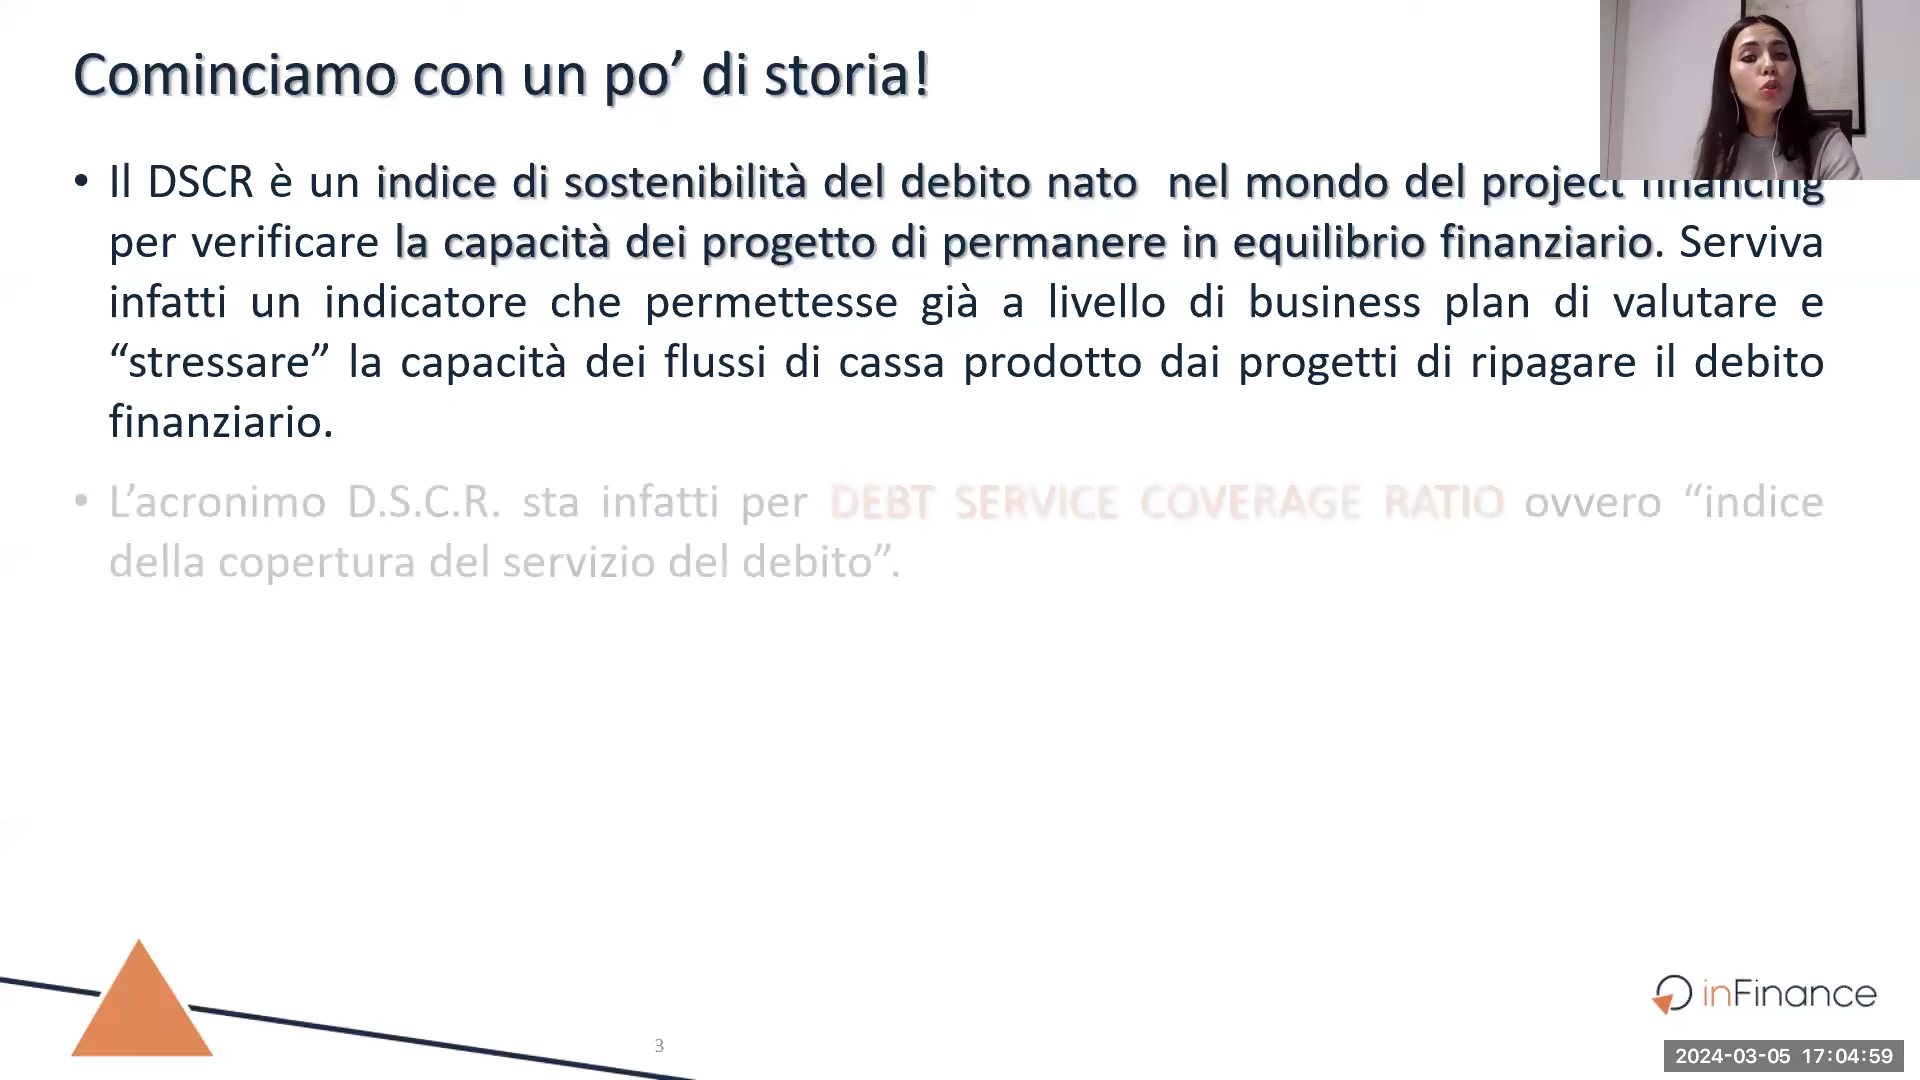 Cominciamo con un po’ di storia!
• Il DSCR è un indice di sostenibilità del debito nato nel mondo del project financing
per verificare la capacità dei progetto di permanere in equilibrio finanziario. Serviva
infatti un indicatore che permettesse già a livello di business plan di valutare e
“stressare” la capacità dei flussi di cassa prodotto dai progetti di ripagare il debito
finanziario.
• L’acronimo D.S.C.R. sta infatti per DEBT SERVICE COVERAGE RATIO ovvero “indice
della copertura del servizio del debito”.
inFinance
3
2024-03-05 17:04:59